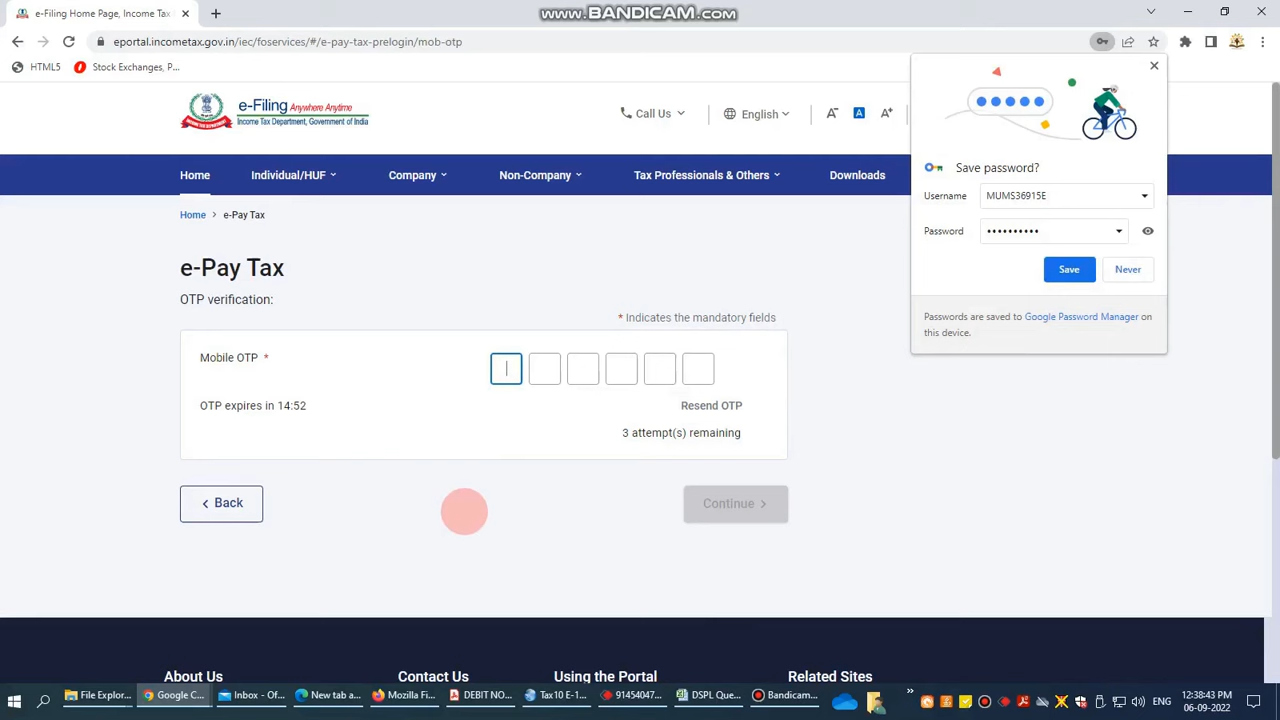 e-Filing Home Page, Income Tax
www.BANDICAM.com
eportal.incometax.gov.in/iec/foservices/#/e-pay-tax-prelogin/mob-otp
HTML5
Stock Exchanges, P...
e-Filing Anywhere Anytime
Income Tax Department, Government of India
Call Us
English
A-
A
A+
Home
Individual/HUF
Company
Non-Company
Tax Professionals & Others
Downloads
Home > e-Pay Tax
e-Pay Tax
OTP verification:
* Indicates the mandatory fields
Mobile OTP *
OTP expires in 14:52
Resend OTP
3 attempt(s) remaining
< Back
Continue >
Save password?
Username MUMS36915E
Password ••••••••••
Save
Never
Passwords are saved to Google Password Manager on
this device.
About Us
Contact Us
Using the Portal
Related Sites
File Explor...
Google C...
Inbox - Of...
New tab a...
Mozilla Fi...
DEBIT NO...
Tax10 E-1...
91454047...
DSPL Que...
Bandicam...
ENG
12:38:43 PM
06-09-2022